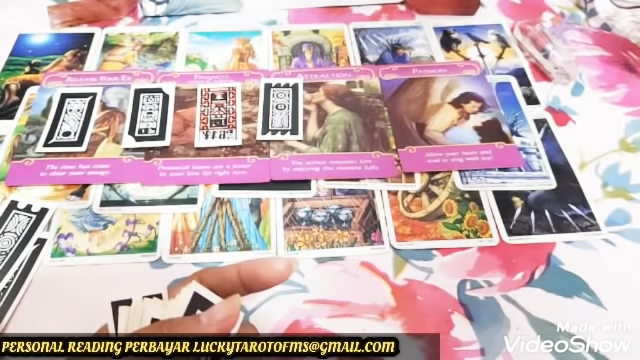 RELEASE YOUR EX
ATTRACTION
PASSION
The time has come
to clear your energy.
Financial issues are a factor
in your love life right now.
You attract romantic love
by enjoying this moment fully.
Allow your heart and
soul to sing with joy!
Made with
VideoShow
PERSONAL READING PERBAYAR LUCKYTAROTOFMS@GMAIL.COM